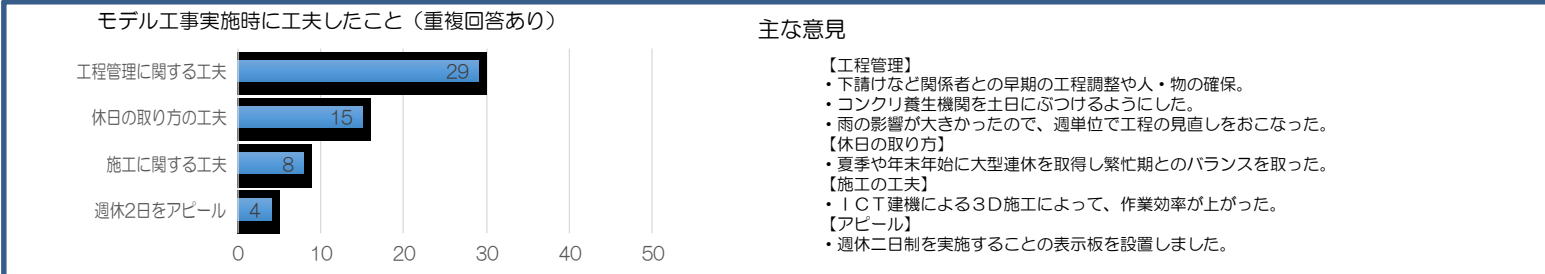 モデル工事実施時に工夫したこと（重複回答あり）
工程管理に関する工夫
29
休日の取り方の工夫
15
施工に関する工夫
8
週休2日をアピール
4
0 10 20 30 40 50
主な意見
【工程管理】
・下請けなど関係者との早期の工程調整や人・物の確保。
・コンクリ養生機関を土日にぶつけるようにした。
・雨の影響が大きかったので、週単位で工程の見直しをおこなった。
【休日の取り方】
・夏季や年末年始に大型連休を取得し繁忙期とのバランスを取った。
【施工の工夫】
・ＩＣＴ建機による３Ｄ施工によって、作業効率が上がった。
【アピール】
・週休二日制を実施することの表示板を設置しました。